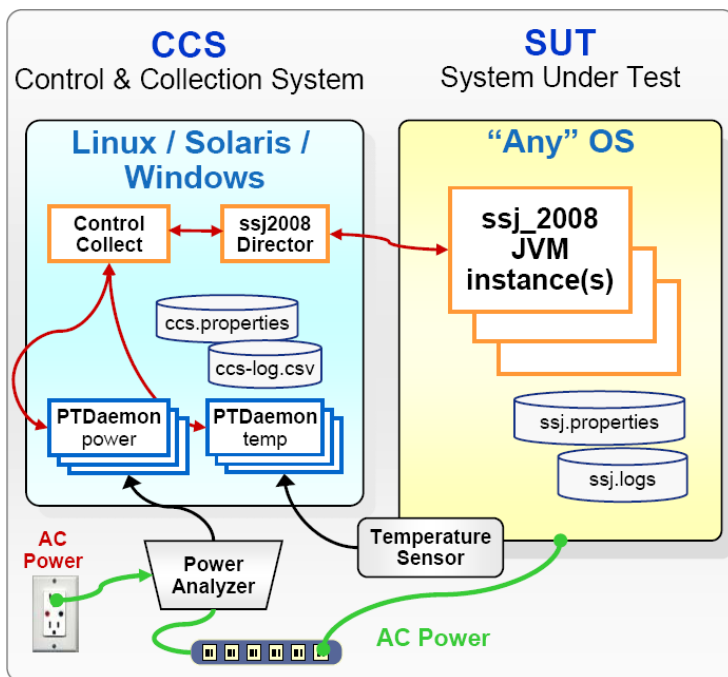 CCS
Control & Collection System
SUT
System Under Test
Linux / Solaris /
Windows
Control
Collect
ssj2008
Director
ccs.properties
ccs-log.csv
PTDaemon
power
PTDaemon
temp
“Any” OS
ssj_2008
JVM
instance(s)
ssj.properties
ssj.logs
AC
Power
Power
Analyzer
Temperature
Sensor
AC Power